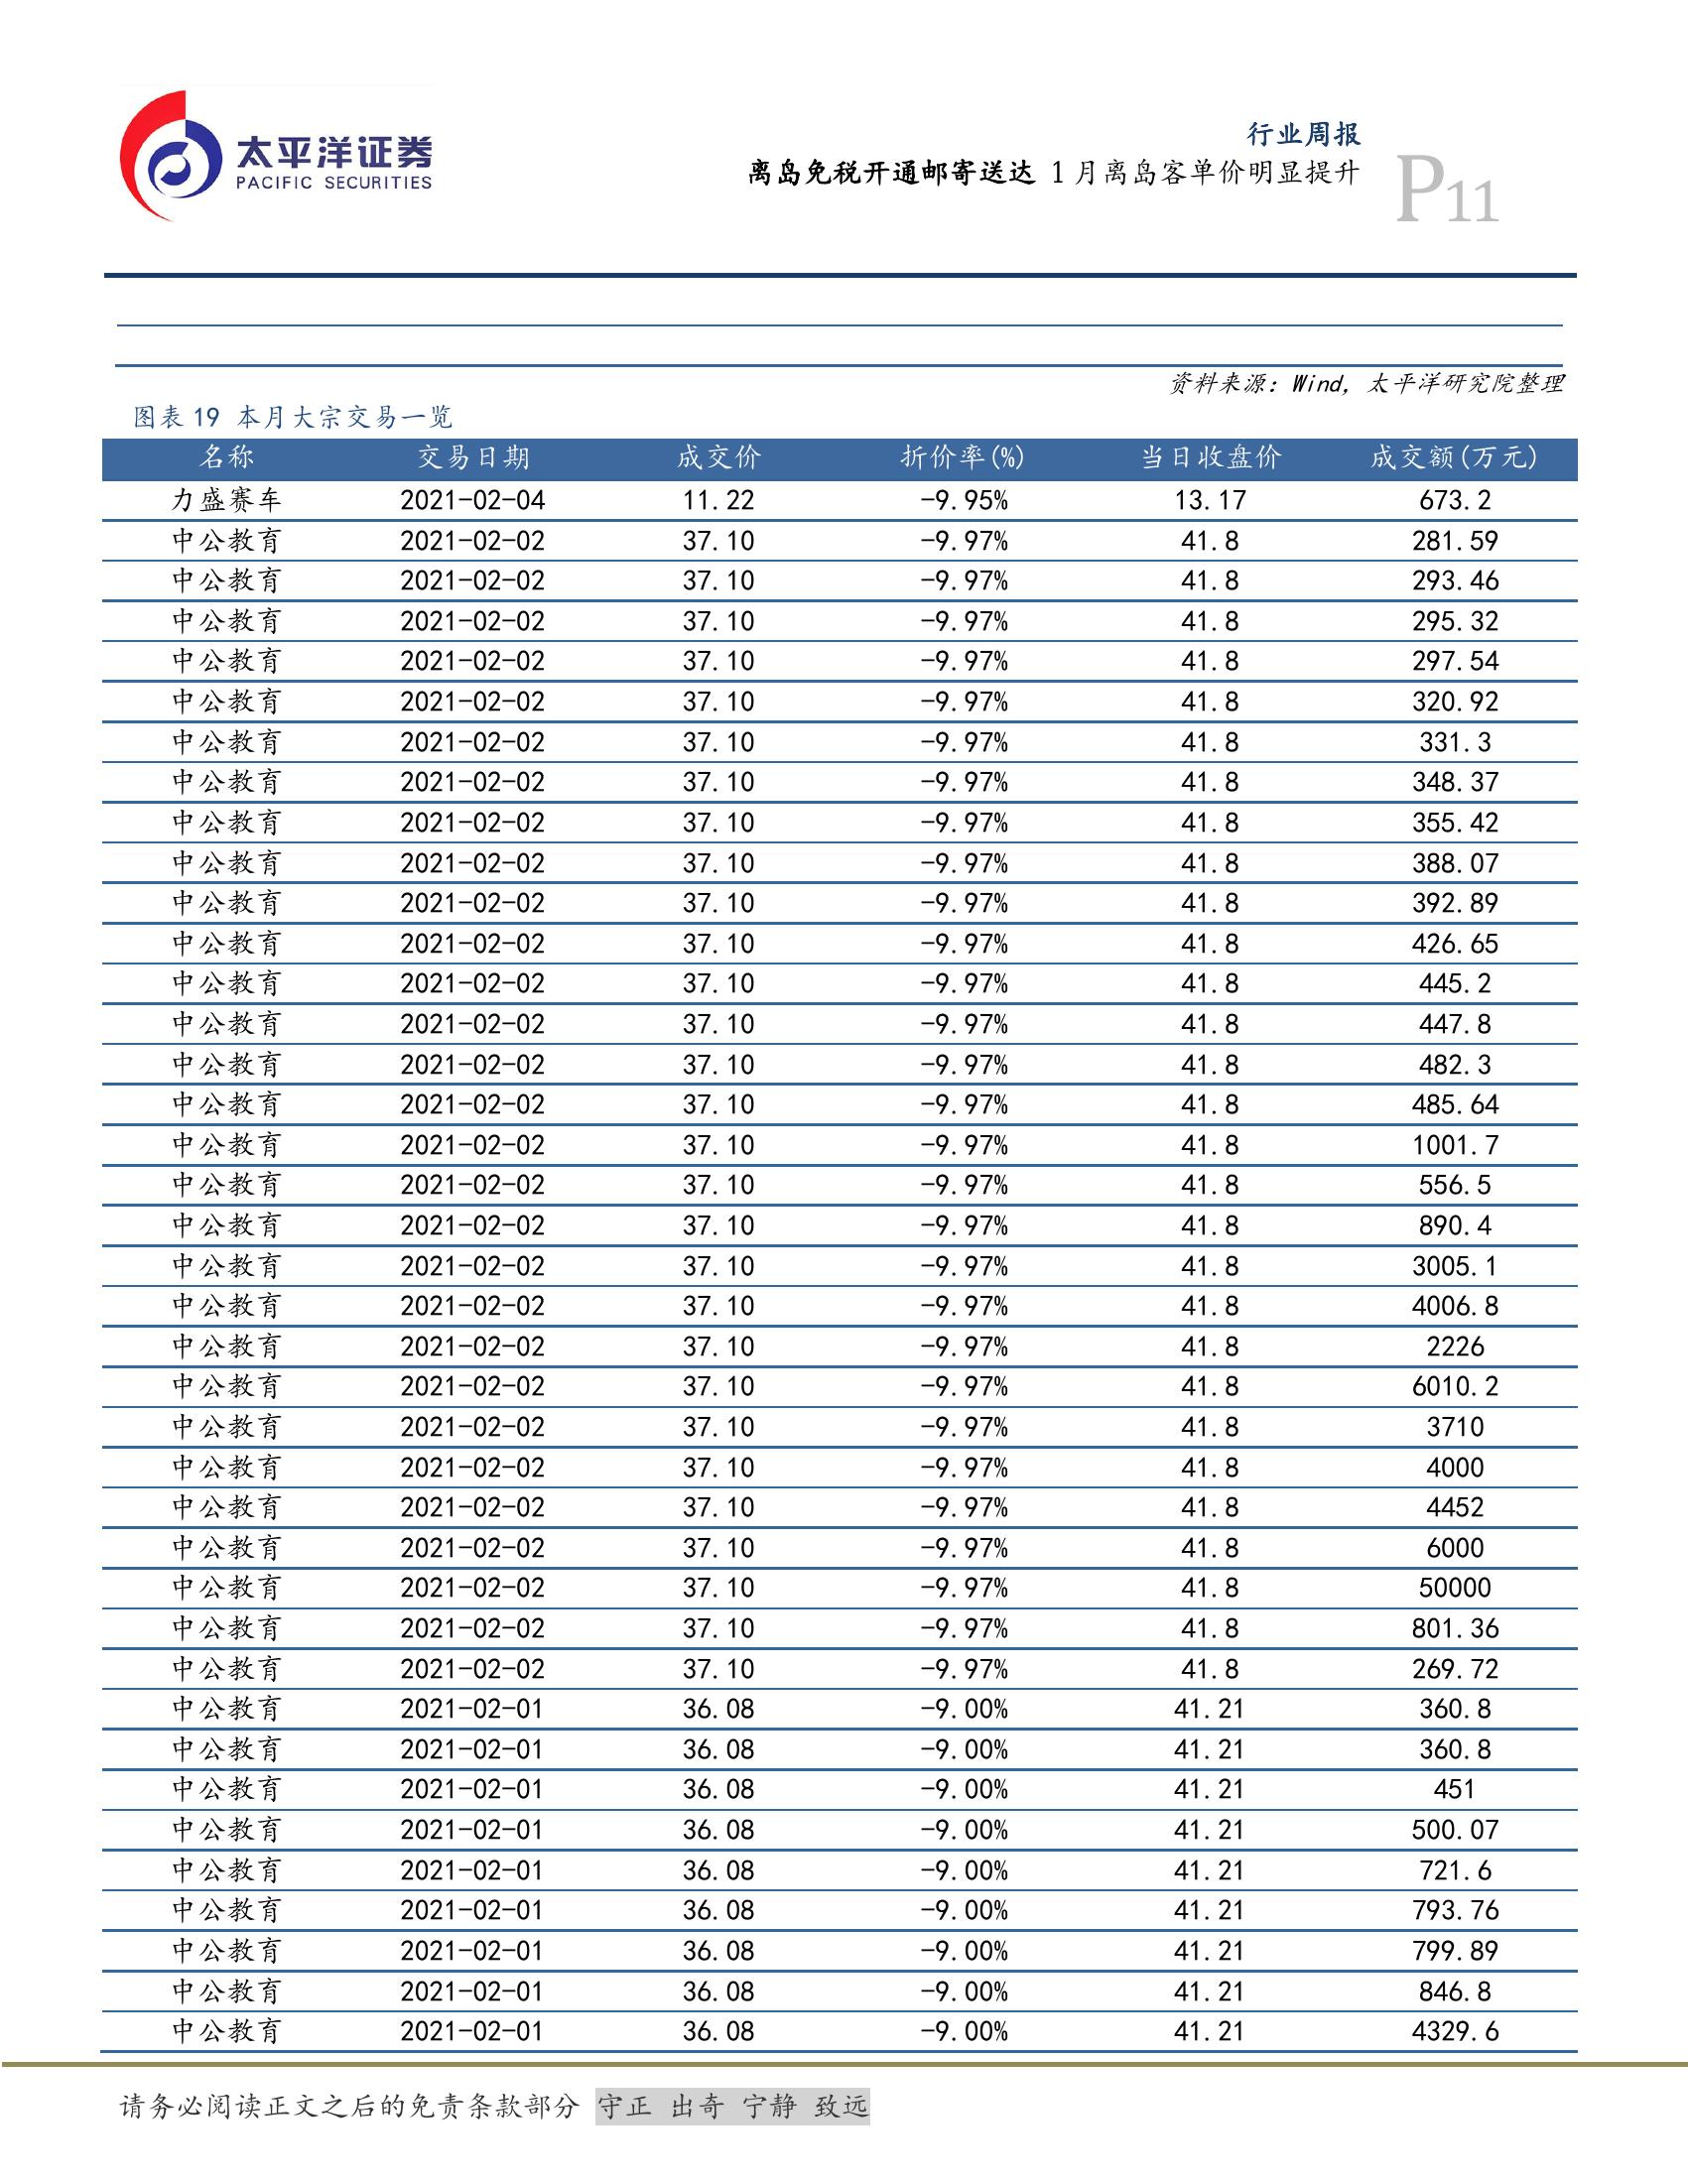 太平洋证券
PACIFIC SECURITIES
行业周报
离岛免税开通邮寄送达 1月离岛客单价明显提升
P11
资料来源：Wind，太平洋研究院整理
图表 19 本月大宗交易一览
名称 交易日期 成交价 折价率(%) 当日收盘价 成交额(万元)
力盛赛车 2021-02-04 11.22 -9.95% 13.17 673.2
中公教育 2021-02-02 37.10 -9.97% 41.8 281.59
中公教育 2021-02-02 37.10 -9.97% 41.8 293.46
中公教育 2021-02-02 37.10 -9.97% 41.8 295.32
中公教育 2021-02-02 37.10 -9.97% 41.8 297.54
中公教育 2021-02-02 37.10 -9.97% 41.8 320.92
中公教育 2021-02-02 37.10 -9.97% 41.8 331.3
中公教育 2021-02-02 37.10 -9.97% 41.8 348.37
中公教育 2021-02-02 37.10 -9.97% 41.8 355.42
中公教育 2021-02-02 37.10 -9.97% 41.8 388.07
中公教育 2021-02-02 37.10 -9.97% 41.8 392.89
中公教育 2021-02-02 37.10 -9.97% 41.8 426.65
中公教育 2021-02-02 37.10 -9.97% 41.8 445.2
中公教育 2021-02-02 37.10 -9.97% 41.8 447.8
中公教育 2021-02-02 37.10 -9.97% 41.8 482.3
中公教育 2021-02-02 37.10 -9.97% 41.8 485.64
中公教育 2021-02-02 37.10 -9.97% 41.8 1001.7
中公教育 2021-02-02 37.10 -9.97% 41.8 556.5
中公教育 2021-02-02 37.10 -9.97% 41.8 890.4
中公教育 2021-02-02 37.10 -9.97% 41.8 3005.1
中公教育 2021-02-02 37.10 -9.97% 41.8 4006.8
中公教育 2021-02-02 37.10 -9.97% 41.8 2226
中公教育 2021-02-02 37.10 -9.97% 41.8 6010.2
中公教育 2021-02-02 37.10 -9.97% 41.8 3710
中公教育 2021-02-02 37.10 -9.97% 41.8 4000
中公教育 2021-02-02 37.10 -9.97% 41.8 4452
中公教育 2021-02-02 37.10 -9.97% 41.8 6000
中公教育 2021-02-02 37.10 -9.97% 41.8 50000
中公教育 2021-02-02 37.10 -9.97% 41.8 801.36
中公教育 2021-02-02 37.10 -9.97% 41.8 269.72
中公教育 2021-02-01 36.08 -9.00% 41.21 360.8
中公教育 2021-02-01 36.08 -9.00% 41.21 360.8
中公教育 2021-02-01 36.08 -9.00% 41.21 451
中公教育 2021-02-01 36.08 -9.00% 41.21 500.07
中公教育 2021-02-01 36.08 -9.00% 41.21 721.6
中公教育 2021-02-01 36.08 -9.00% 41.21 793.76
中公教育 2021-02-01 36.08 -9.00% 41.21 799.89
中公教育 2021-02-01 36.08 -9.00% 41.21 846.8
中公教育 2021-02-01 36.08 -9.00% 41.21 4329.6
请务必阅读正文之后的免责条款部分 守正 出奇 宁静 致远